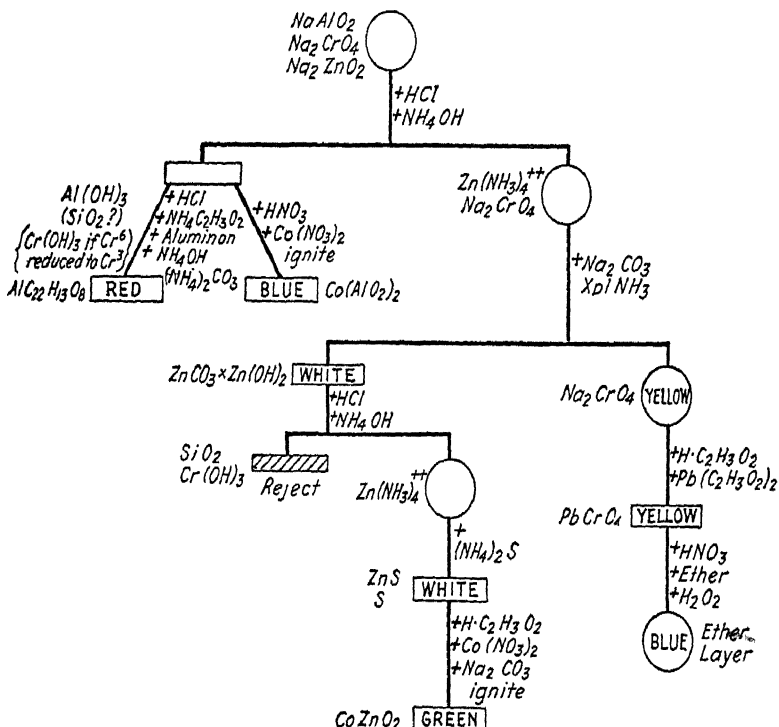 NaAlO2
Na2CrO4
Na2ZnO2
+HCl
+NH4OH
Al(OH)3
(SiO2?)
{Cr(OH)3 if Cr6
reduced to Cr3}
+HCl
+NH4C2H3O2
+Aluminon
+NH4OH
(NH4)2CO3
+HNO3
+Co(NO3)2
ignite
Zn(NH3)4++
Na2CrO4
AlC22H13O8
RED
BLUE
Co(AlO2)2
+Na2CO3
Xpl NH3
ZnCO3×Zn(OH)2
WHITE
+HCl
+NH4OH
Na2CrO4
YELLOW
SiO2
Cr(OH)3
Reject
Zn(NH3)4++
+H·C2H3O2
+Pb(C2H3O2)2
PbCrO4
YELLOW
+
(NH4)2S
+HNO3
+Ether
+H2O2
ZnS
S
WHITE
BLUE
Ether
Layer
+H·C2H3O2
+Co(NO3)2
+Na2CO3
ignite
CoZnO2
GREEN